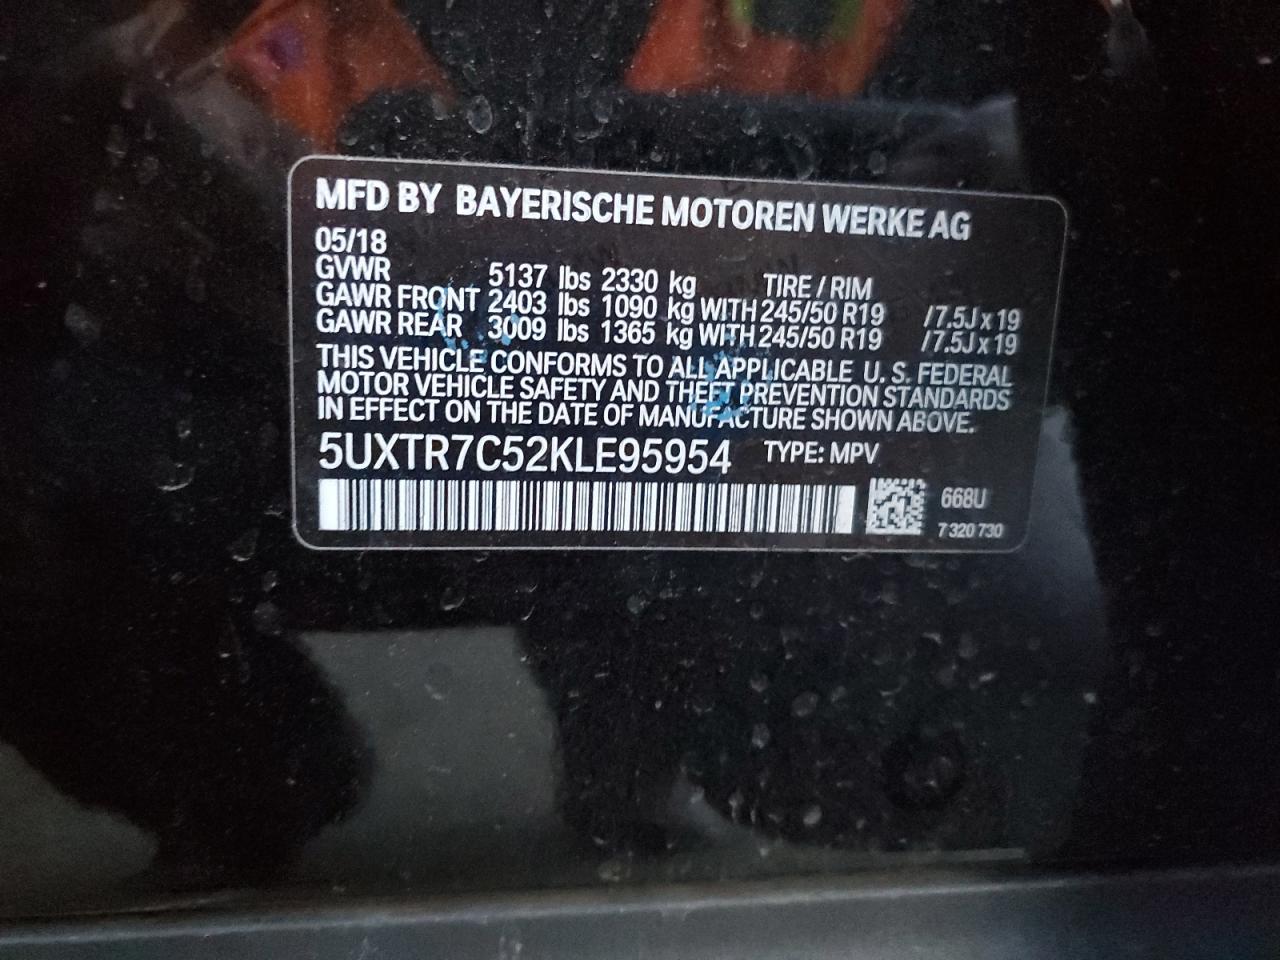 MFD BY BAYERISCHE MOTOREN WERKE AG
05/18
GVWR 5137 lbs 2330 kg TIRE / RIM
GAWR FRONT 2403 lbs 1090 kg WITH 245/50 R19 /7.5J x 19
GAWR REAR 3009 lbs 1365 kg WITH 245/50 R19 /7.5J x 19
THIS VEHICLE CONFORMS TO ALL APPLICABLE U. S. FEDERAL
MOTOR VEHICLE SAFETY AND THEFT PREVENTION STANDARDS
IN EFFECT ON THE DATE OF MANUFACTURE SHOWN ABOVE.
5UXTR7C52KLE95954 TYPE: MPV
668U
7 320 730